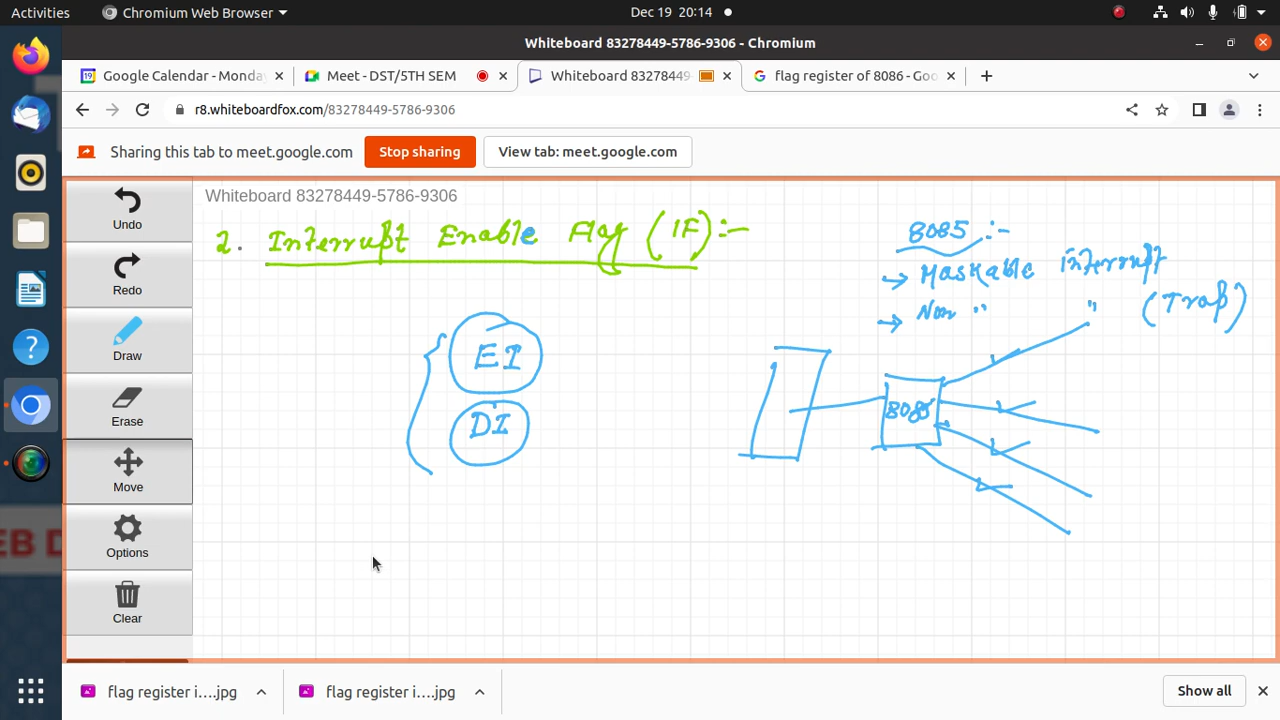 Activities
Chromium Web Browser
Dec 19 20:14
Whiteboard 83278449-5786-9306 - Chromium
19
Google Calendar - Monda
Meet - DST/5TH SEM
Whiteboard 83278449
flag register of 8086 - Goo
r8.whiteboardfox.com/83278449-5786-9306
Sharing this tab to meet.google.com
Stop sharing
View tab: meet.google.com
Whiteboard 83278449-5786-9306
Undo
Redo
Draw
Erase
Move
Options
Clear
2. Interrupt Enable Flag (IF):-
8085 :-
→ Maskable interrupt
→ Non " " (Trap)
EI
DI
8085
EB D
flag register i....jpg
flag register i....jpg
Show all